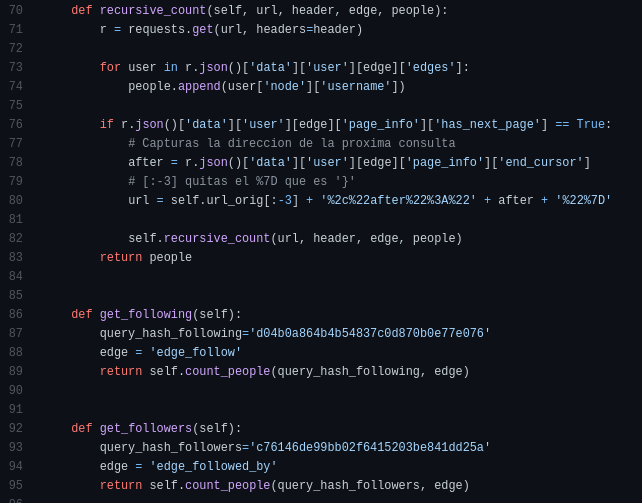 70 def recursive_count(self, url, header, edge, people):
71 r = requests.get(url, headers=header)
72
73 for user in r.json()['data']['user'][edge]['edges']:
74 people.append(user['node']['username'])
75
76 if r.json()['data']['user'][edge]['page_info']['has_next_page'] == True:
77 # Capturas la direccion de la proxima consulta
78 after = r.json()['data']['user'][edge]['page_info']['end_cursor']
79 # [:-3] quitas el %7D que es '}'
80 url = self.url_orig[:-3] + '%2c%22after%22%3A%22' + after + '%22%7D'
81
82 self.recursive_count(url, header, edge, people)
83 return people
84
85
86 def get_following(self):
87 query_hash_following='d04b0a864b4b54837c0d870b0e77e076'
88 edge = 'edge_follow'
89 return self.count_people(query_hash_following, edge)
90
91
92 def get_followers(self):
93 query_hash_followers='c76146de99bb02f6415203be841dd25a'
94 edge = 'edge_followed_by'
95 return self.count_people(query_hash_followers, edge)
96